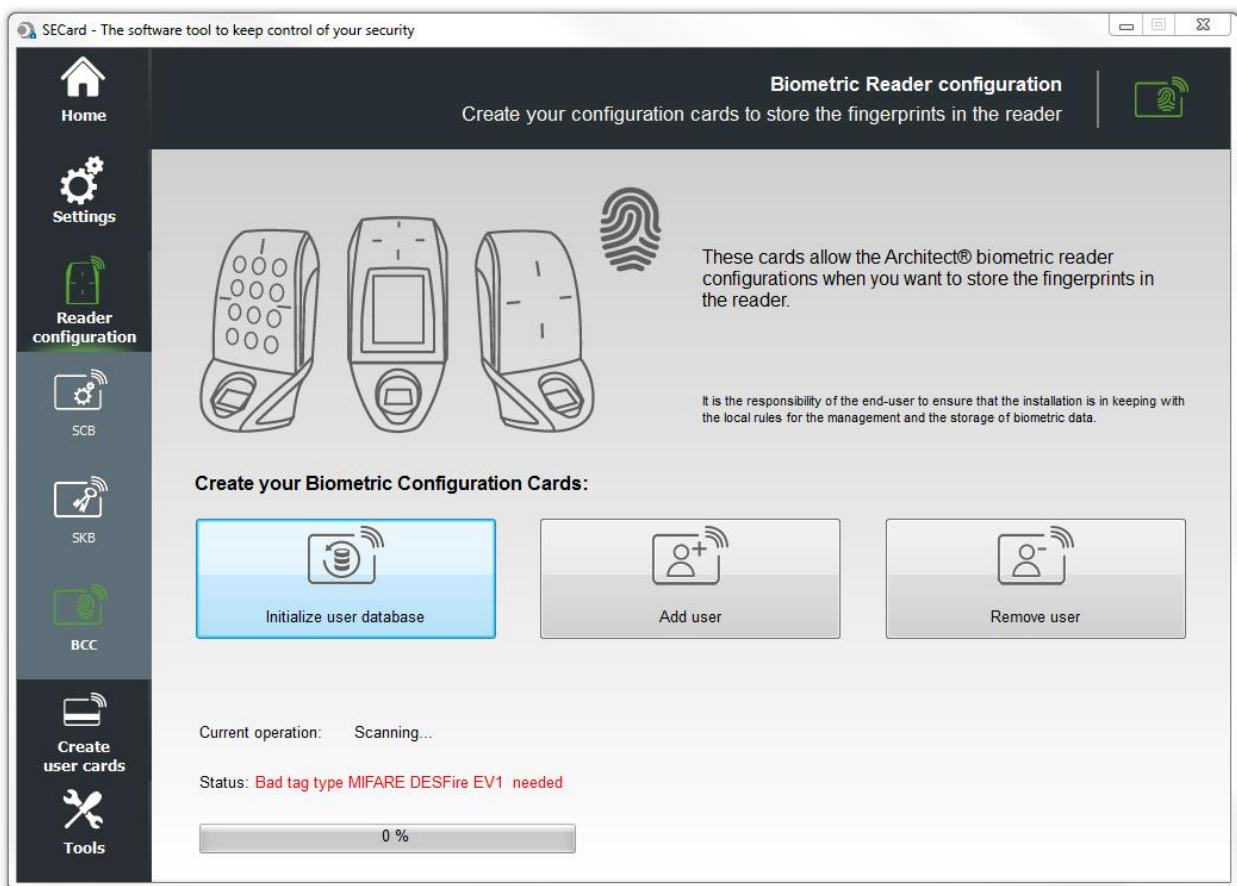 SECard - The software tool to keep control of your security
Home
Biometric Reader configuration
Create your configuration cards to store the fingerprints in the reader
Settings
Reader
configuration
SCB
SKB
BCC
Create
user cards
Tools
These cards allow the Architect® biometric reader
configurations when you want to store the fingerprints in
the reader.
It is the responsibility of the end-user to ensure that the installation is in keeping with
the local rules for the management and the storage of biometric data.
Create your Biometric Configuration Cards:
Initialize user database
Add user
Remove user
Current operation: Scanning...
Status: Bad tag type MIFARE DESFire EV1 needed
0 %